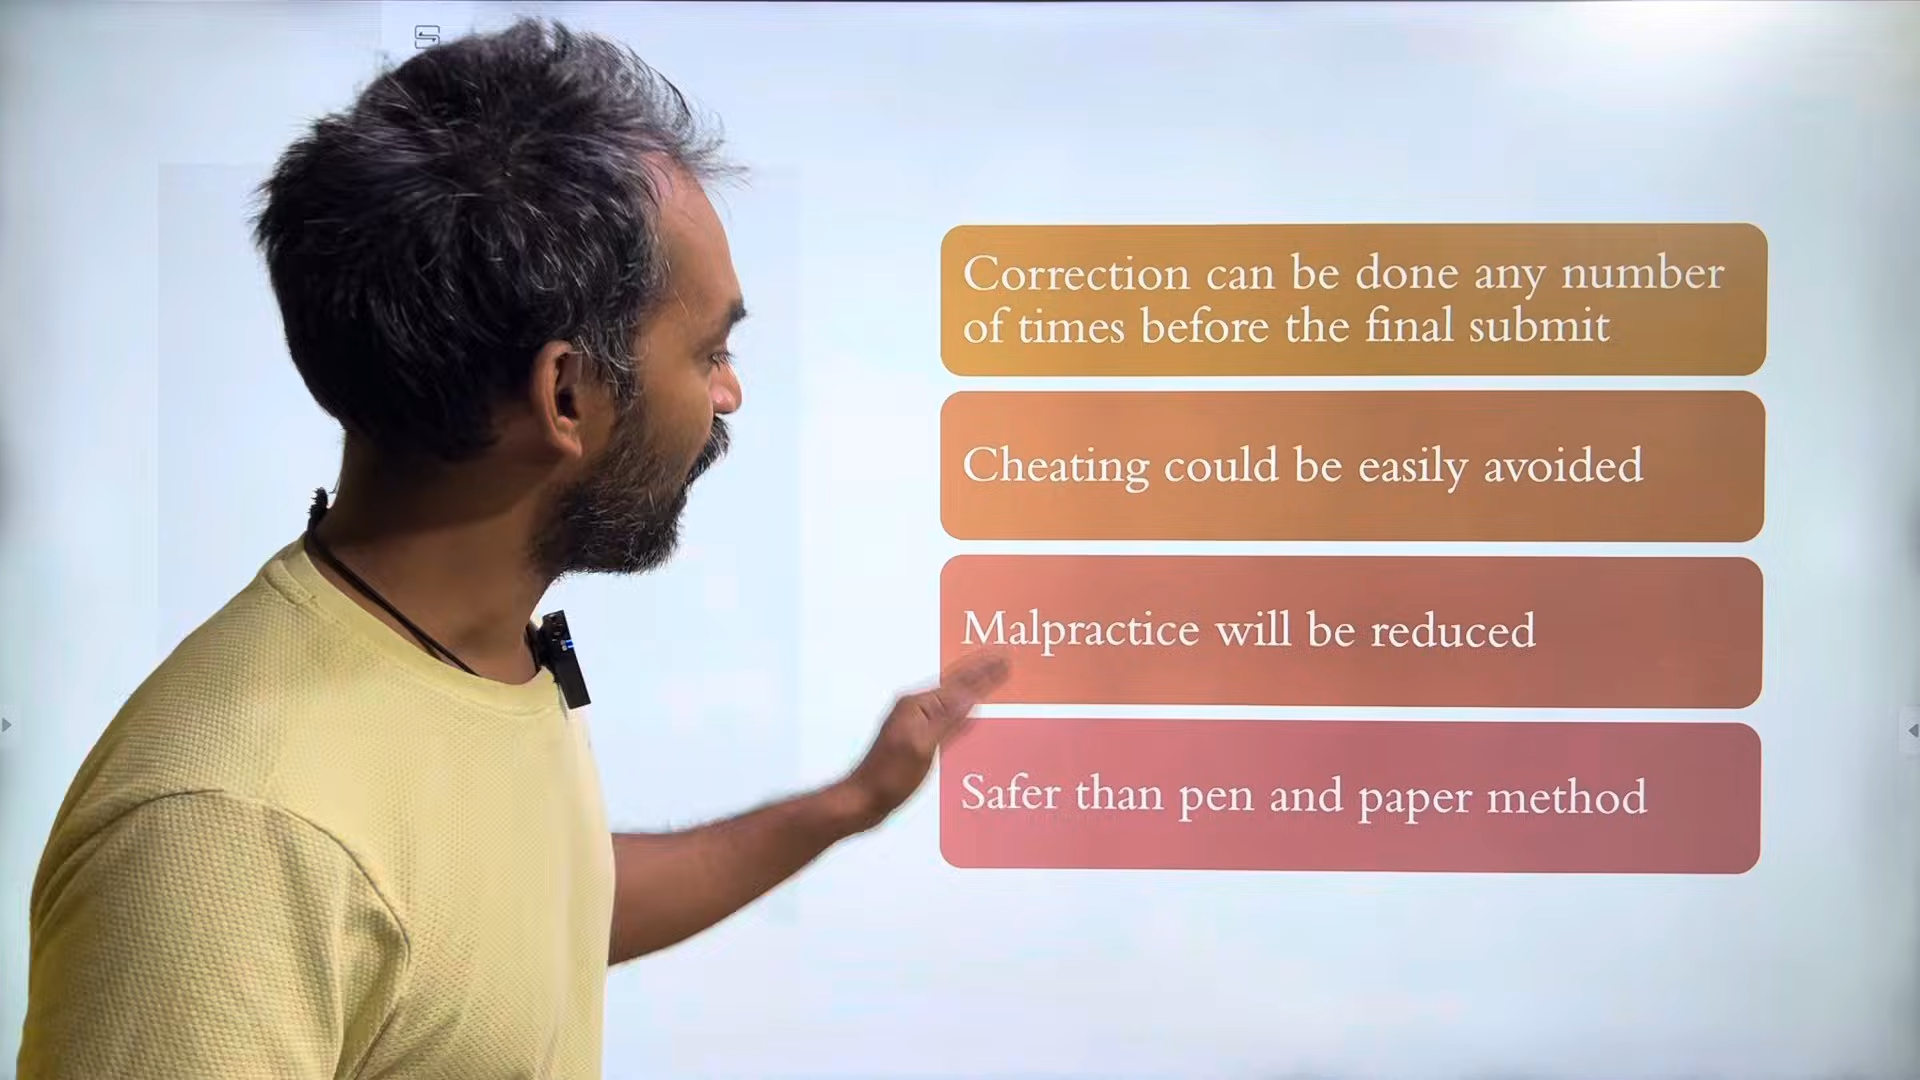 Correction can be done any number
of times before the final submit
Cheating could be easily avoided
Malpractice will be reduced
Safer than pen and paper method